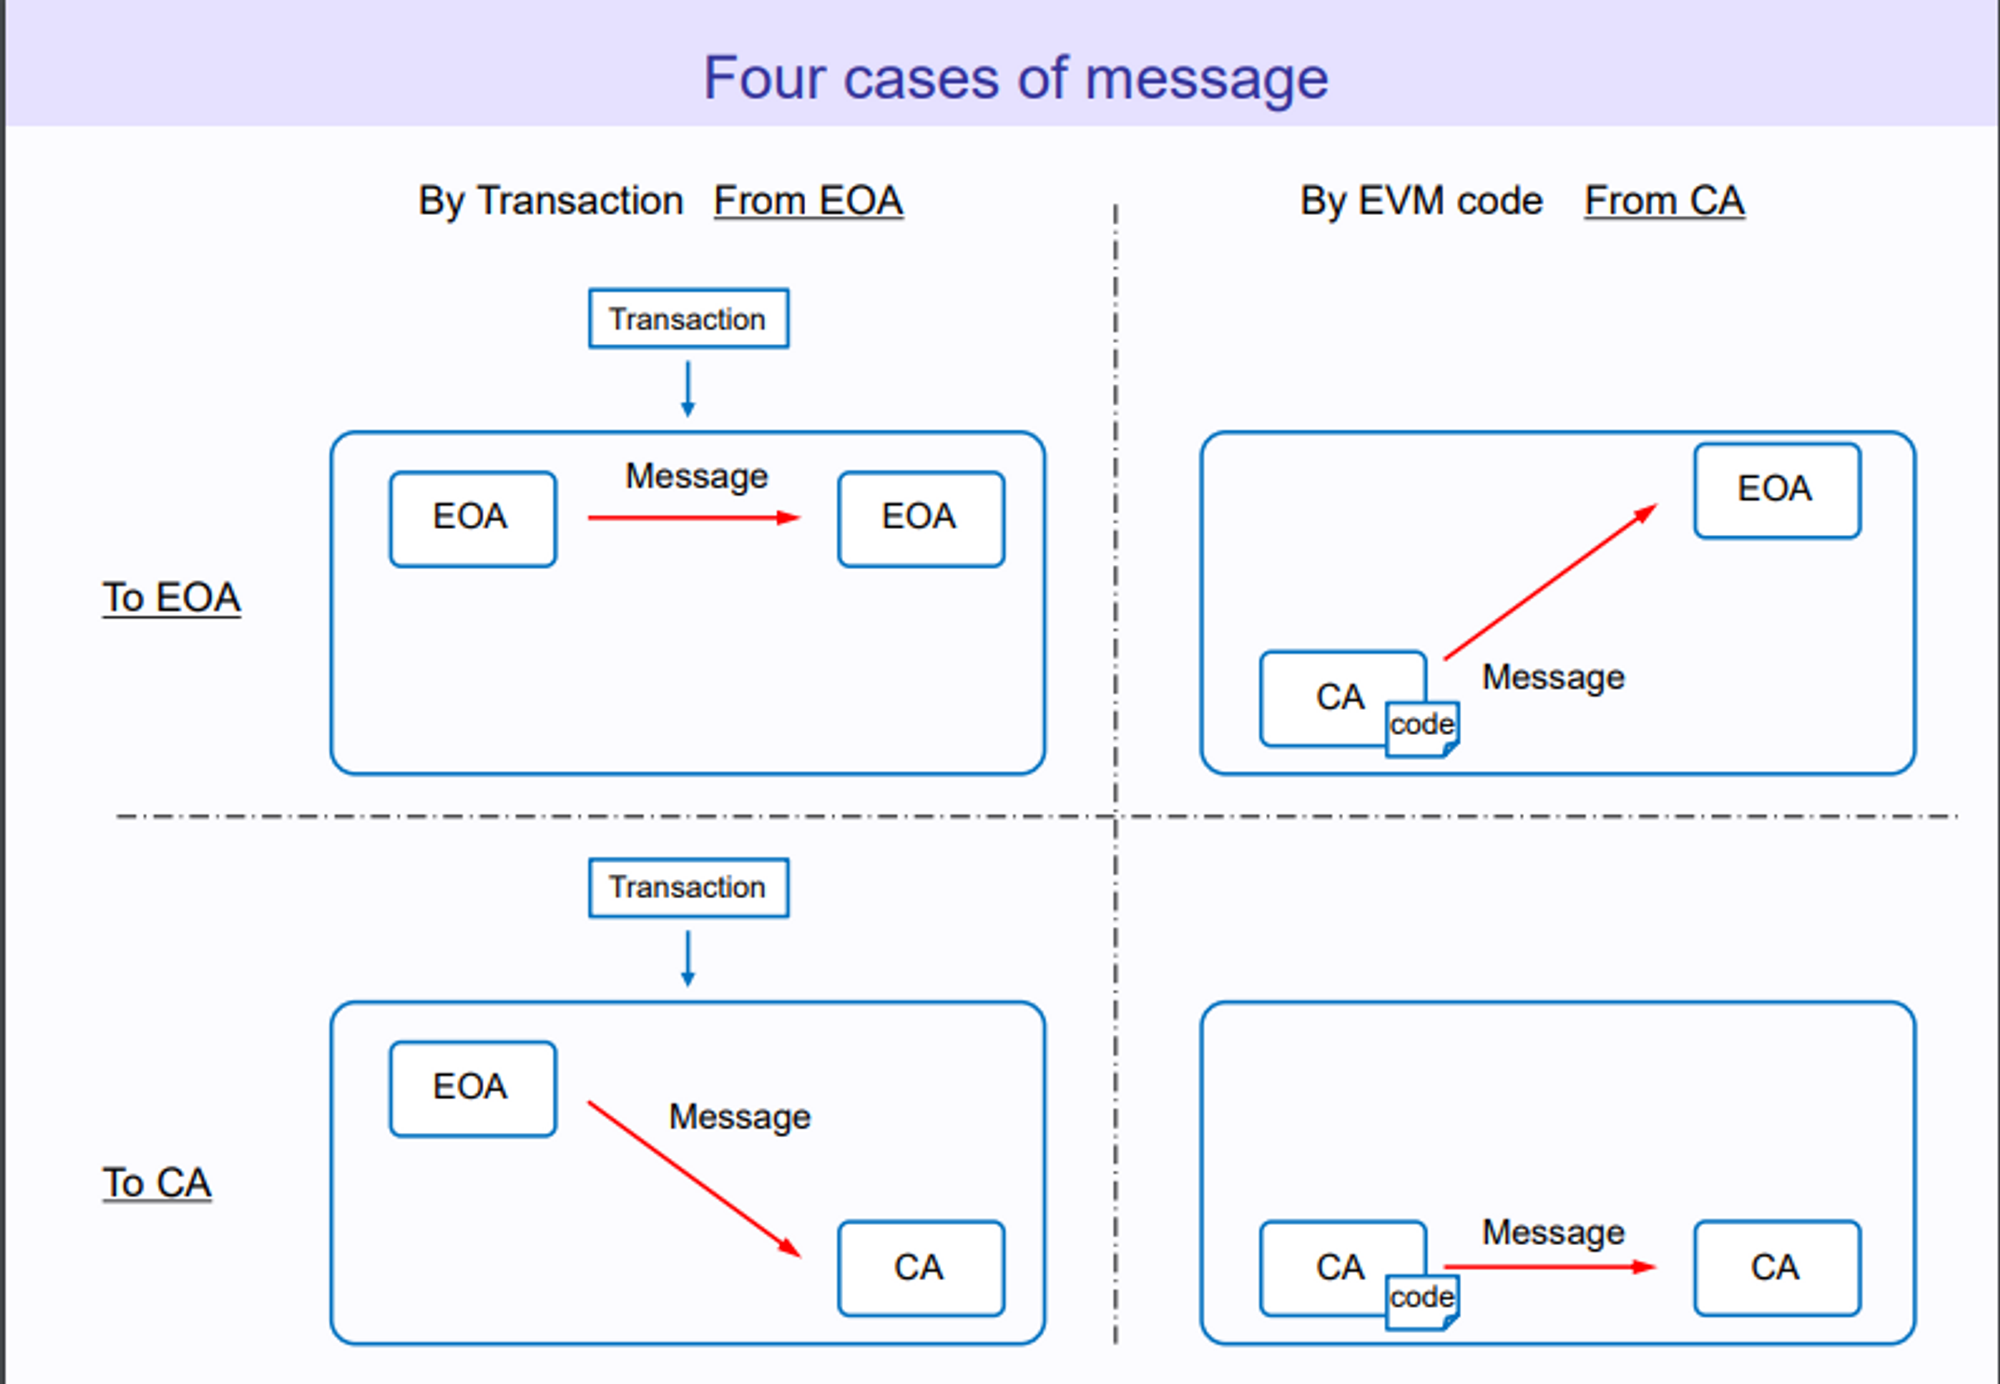 Four cases of message
By Transaction From EOA
By EVM code From CA
Transaction
Message
EOA
EOA
To EOA
EOA
CA
code
Message
Transaction
EOA
Message
CA
To CA
Message
CA
code
CA